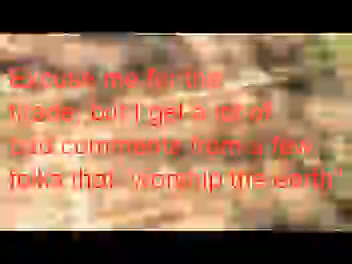 Excuse me for the
tirade, but I get a lot of
bad comments from a few
folks that "worship the earth"